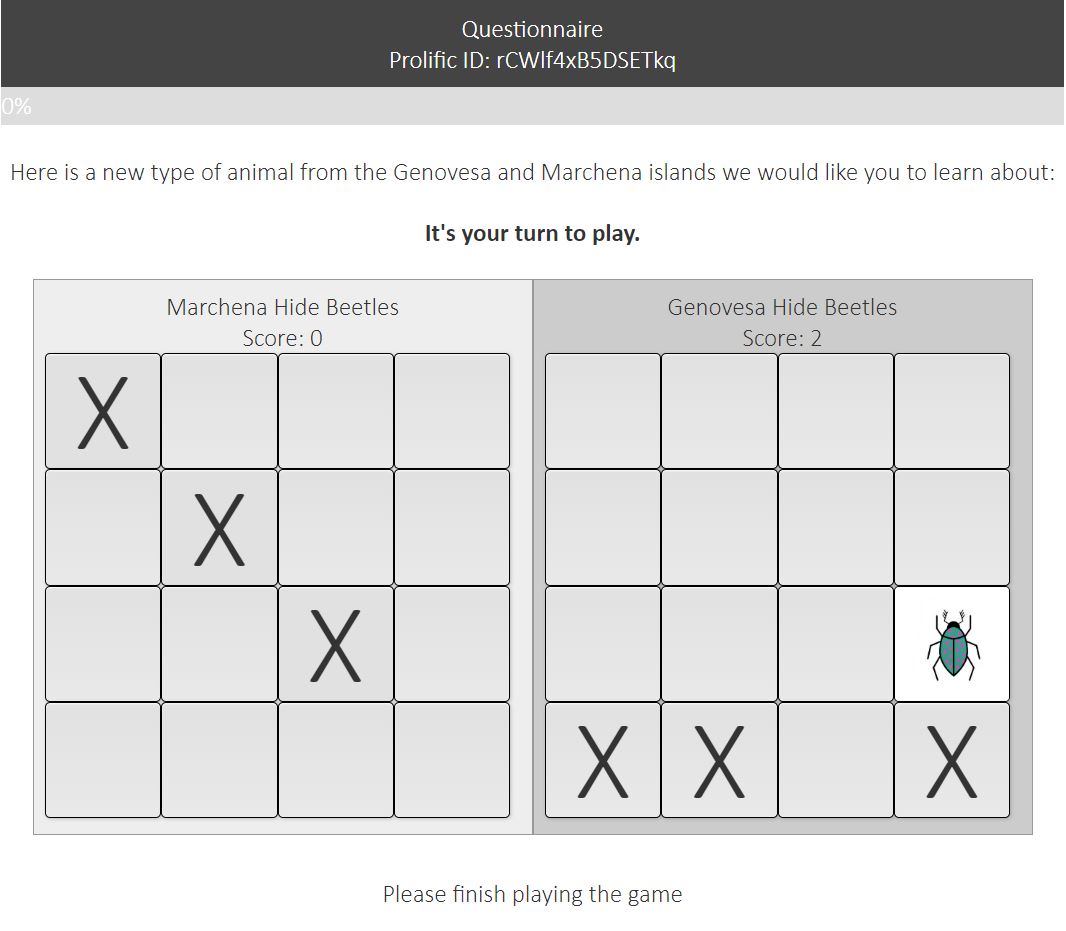 Questionnaire
Prolific ID: rCWlf4xB5DSETkq
0%
Here is a new type of animal from the Genovesa and Marchena islands we would like you to learn about:
It's your turn to play.
Marchena Hide Beetles
Score: 0
X
X
X
Genovesa Hide Beetles
Score: 2
X X X
Please finish playing the game